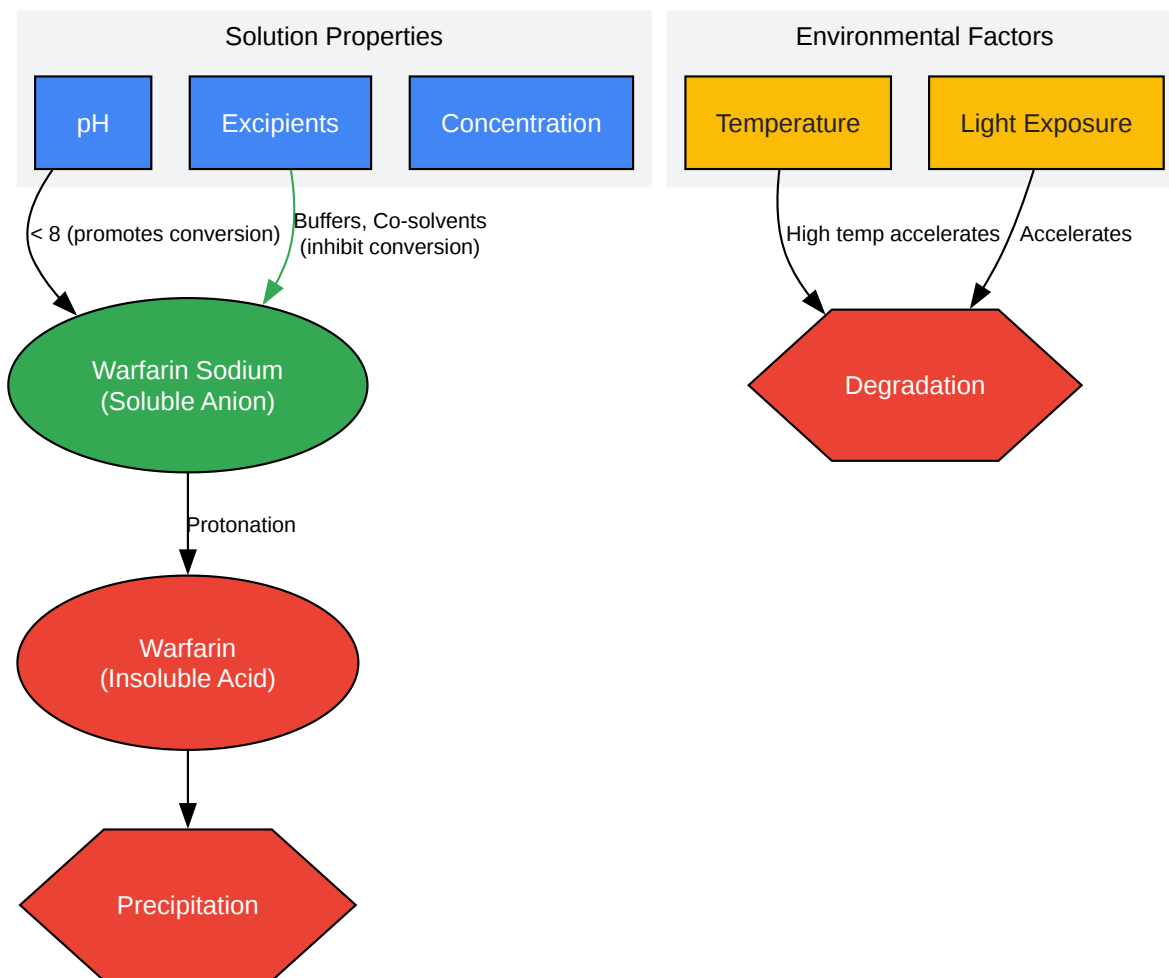 Solution Properties
Environmental Factors
pH
Excipients
Concentration
Temperature
Light Exposure
< 8 (promotes conversion)
Buffers, Co-solvents
(inhibit conversion)
High temp accelerates
Accelerates
Warfarin Sodium
(Soluble Anion)
Degradation
Protonation
Warfarin
(Insoluble Acid)
Precipitation